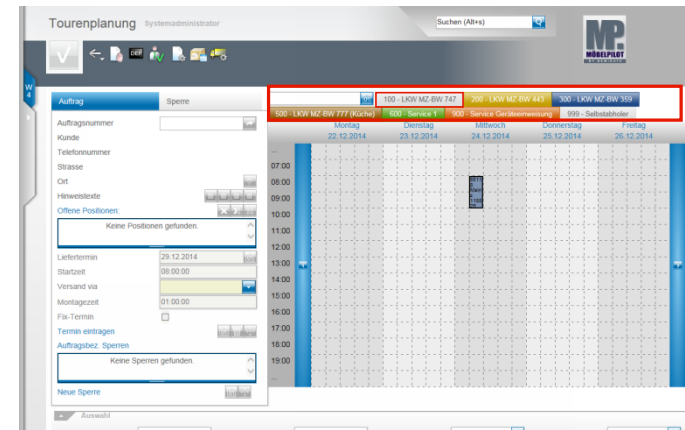 Tourenplanung Systemadministrator
Suchen (Alt+s)
MP
MÖBELPILOT
DEF
W
4
Auftrag Sperre
100 - LKW MZ-BW 747 200 - LKW MZ-BW 443 300 - LKW MZ-BW 359
500 - LKW MZ-BW 777 (Küche) 600 - Service 1 900 - Service Geräteeinweisung 999 - Selbstabholer
Montag Dienstag Mittwoch Donnerstag Freitag
22.12.2014 23.12.2014 24.12.2014 25.12.2014 26.12.2014
Auftragsnummer
Kunde
Telefonnummer
Strasse
Ort
Hinweistexte
Offene Positionen:
Keine Positionen gefunden.
Liefertermin 29.12.2014
Startzeit 08:00:00
Versand via
Montagezeit 01:00:00
Fix-Termin
Termin eintragen
Auftragsbez. Sperren
Keine Sperren gefunden.
Neue Sperre
...
07:00
08:00
09:00
10:00
11:00
12:00
13:00
14:00
15:00
16:00
17:00
18:00
19:00
...
Auswahl